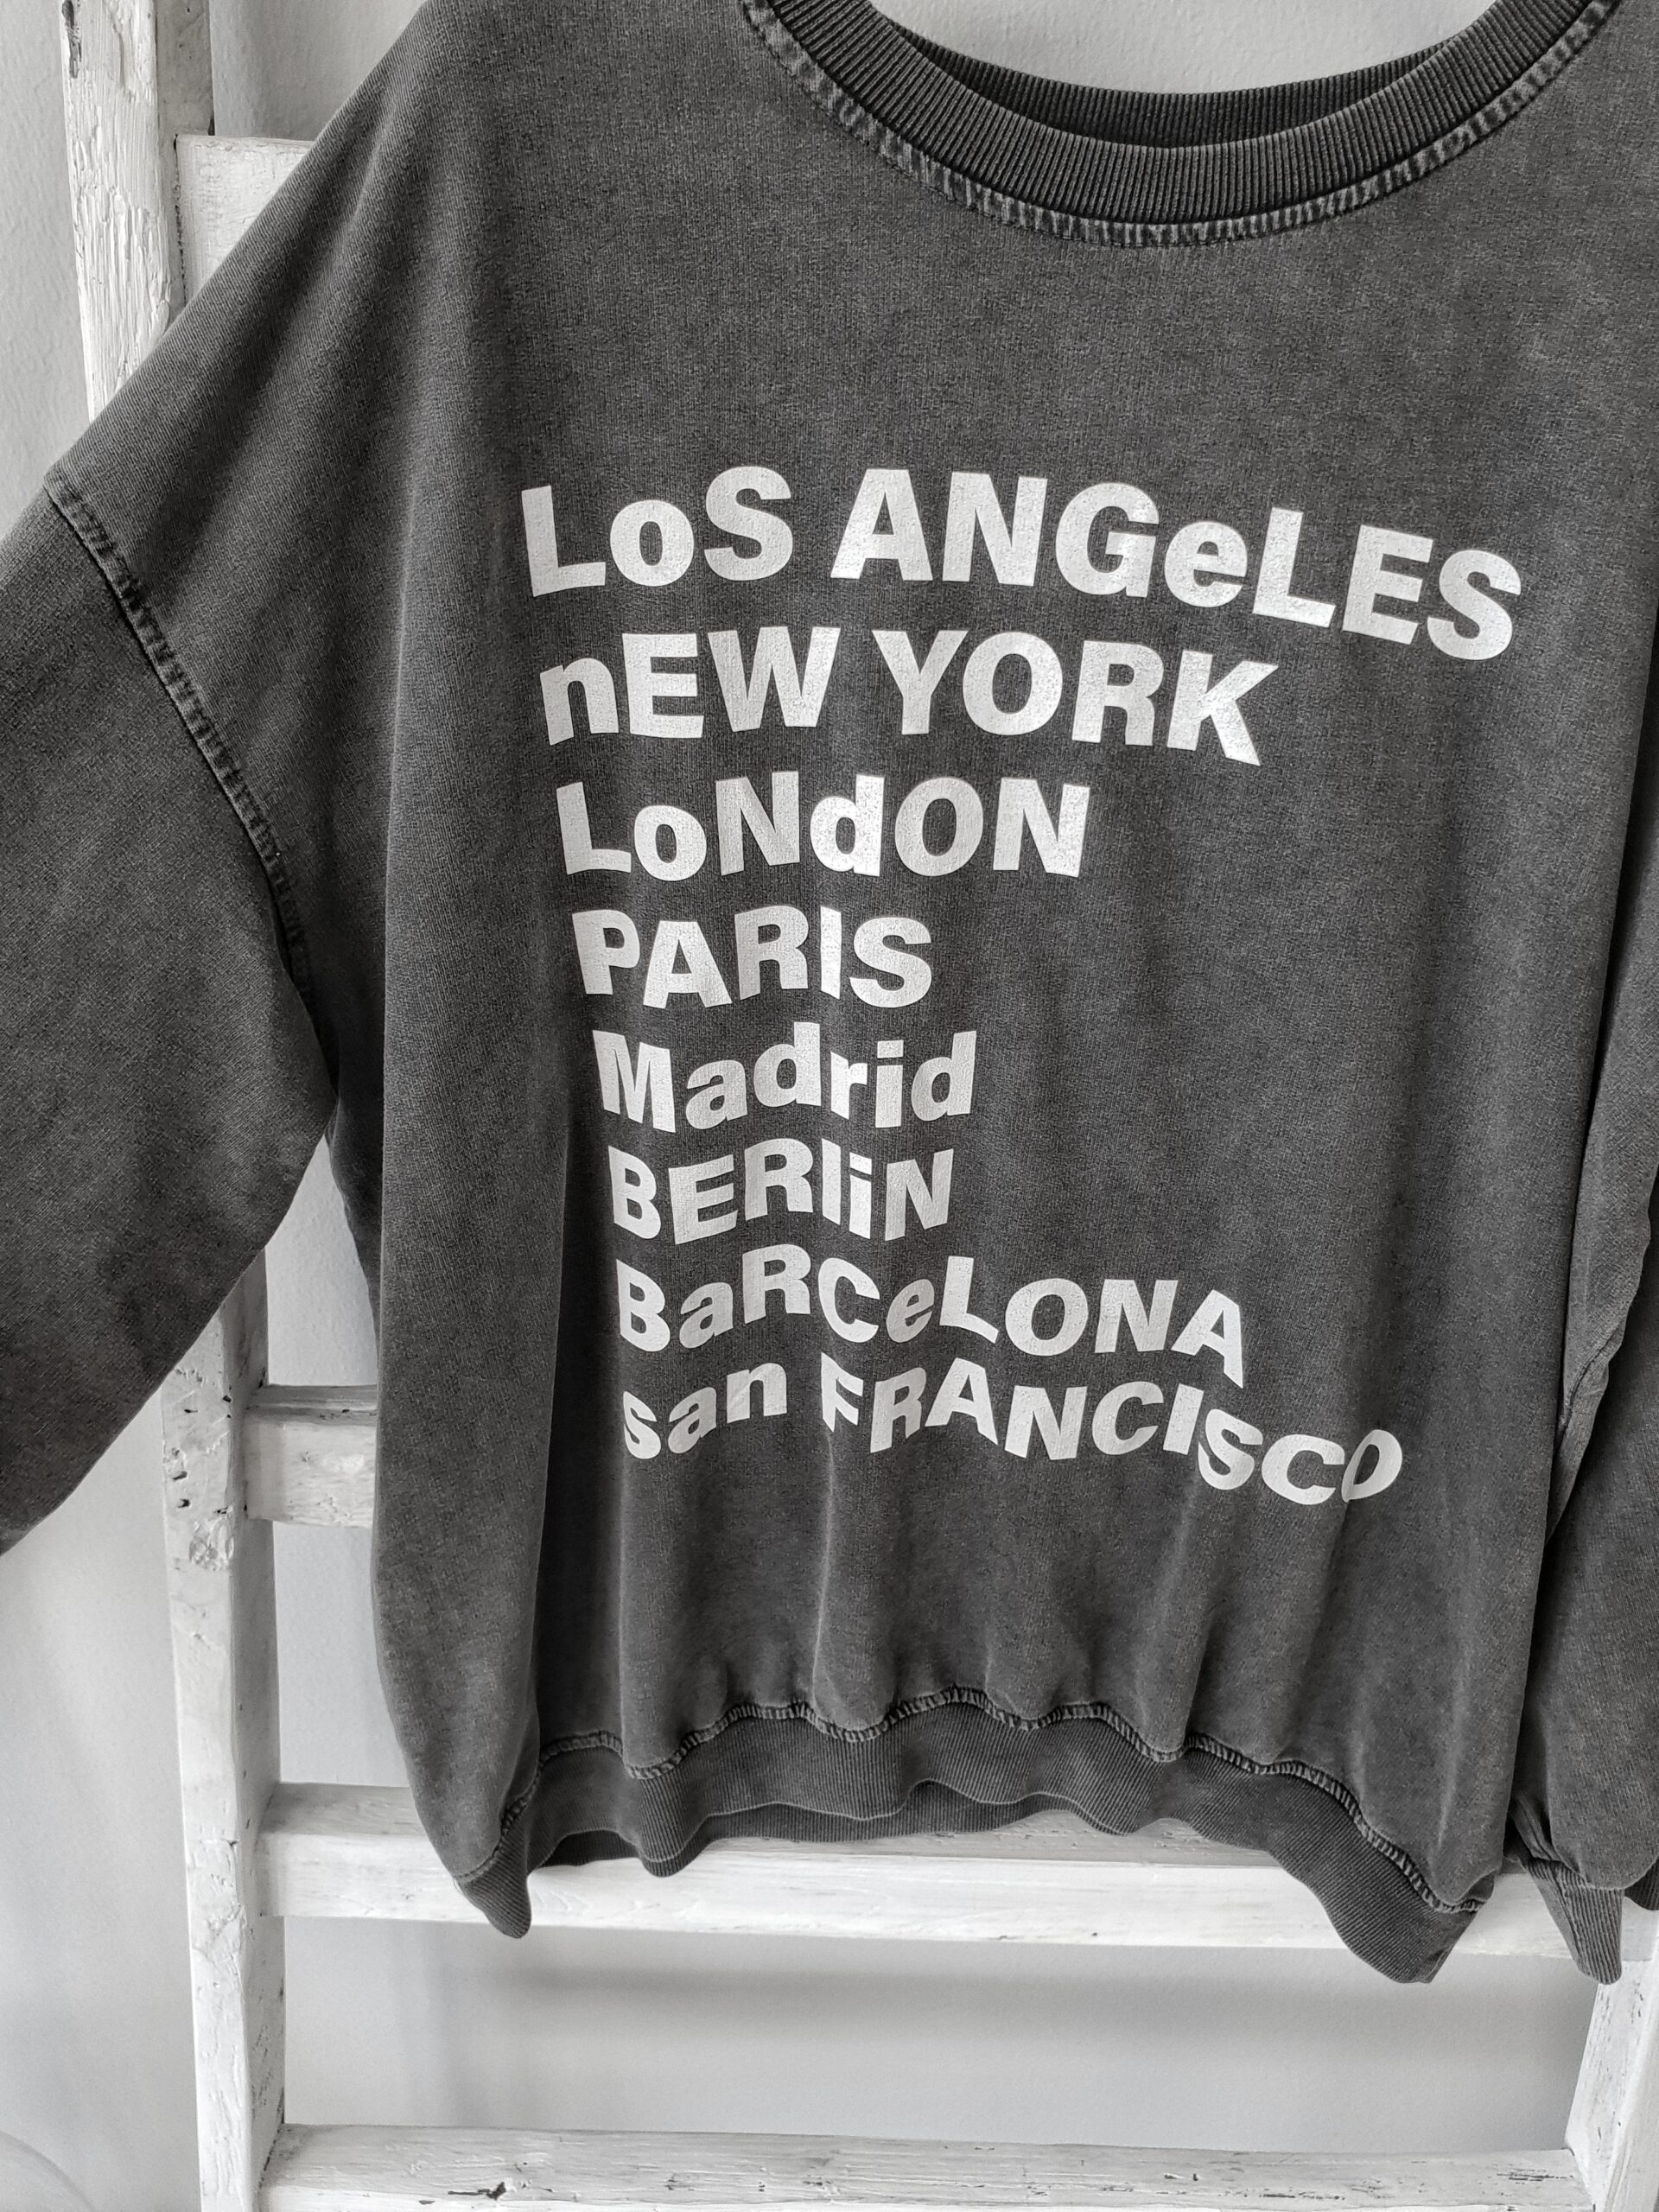 LoS ANGeLES
nEW YORK
LoNdON
PARIS
Madrid
BERliN
BaRCeLONA
san FRANCISCO